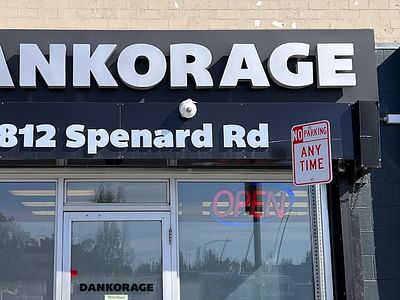 ANKORAGE
812 Spenard Rd
NO PARKING
ANY
TIME
OPEN
DANKORAGE